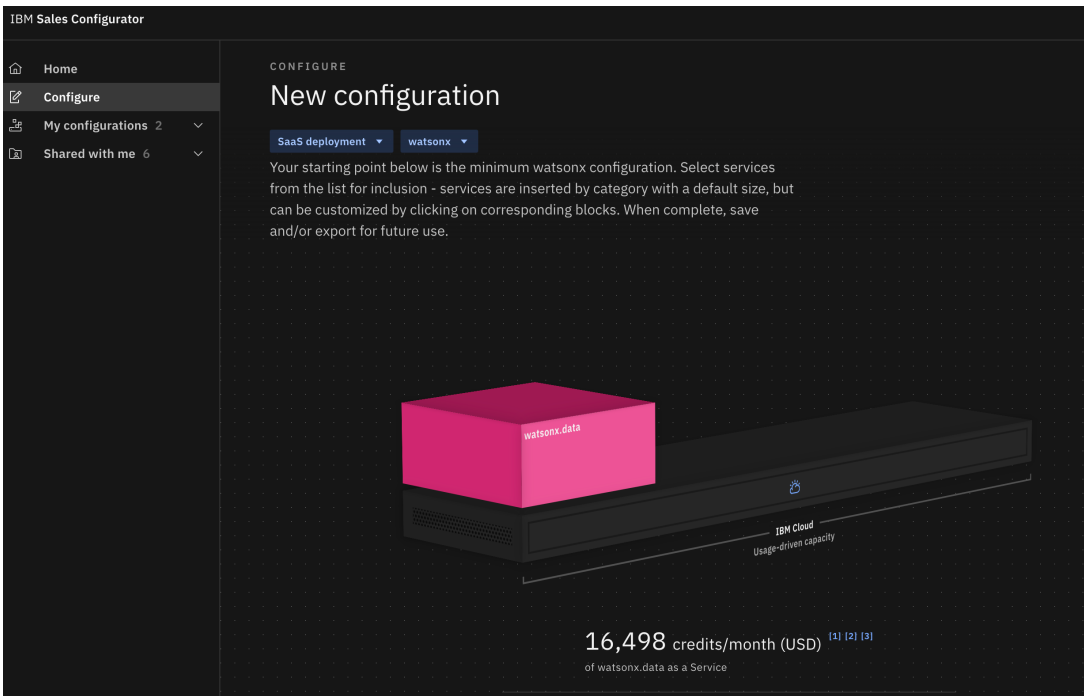 IBM Sales Configurator
Home
Configure
My configurations 2
Shared with me 6
CONFIGURE
New configuration
SaaS deployment
watsonx
Your starting point below is the minimum watsonx configuration. Select services
from the list for inclusion - services are inserted by category with a default size, but
can be customized by clicking on corresponding blocks. When complete, save
and/or export for future use.
watsonx.data
IBM Cloud
Usage-driven capacity
16,498 credits/month (USD) [1] [2] [3]
of watsonx.data as a Service